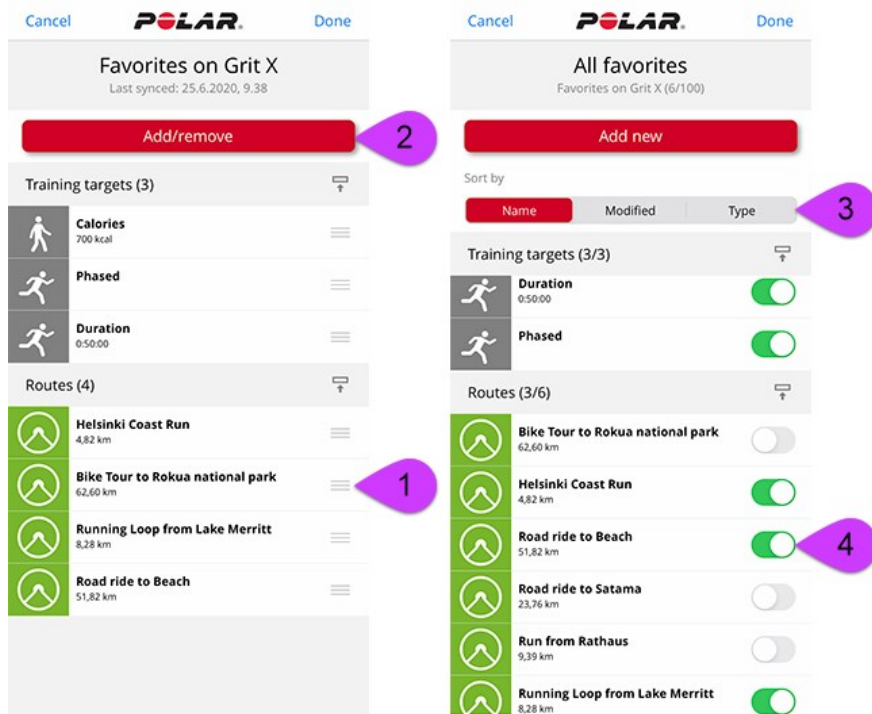 Cancel
POLAR.
Done
Favorites on Grit X
Last synced: 25.6.2020, 9.38
Add/remove
2
Training targets (3)
Calories
700 kcal
Phased
Duration
0:50:00
Routes (4)
Helsinki Coast Run
4,82 km
Bike Tour to Rokua national park
62,60 km
1
Running Loop from Lake Merritt
8,28 km
Road ride to Beach
51,82 km
Cancel
POLAR.
Done
All favorites
Favorites on Grit X (6/100)
Add new
Sort by
Name
Modified
Type
3
Training targets (3/3)
Duration
0:50:00
Phased
Routes (3/6)
Bike Tour to Rokua national park
62,60 km
Helsinki Coast Run
4,82 km
Road ride to Beach
51,82 km
4
Road ride to Satama
23,76 km
Run from Rathaus
9,39 km
Running Loop from Lake Merritt
8,28 km